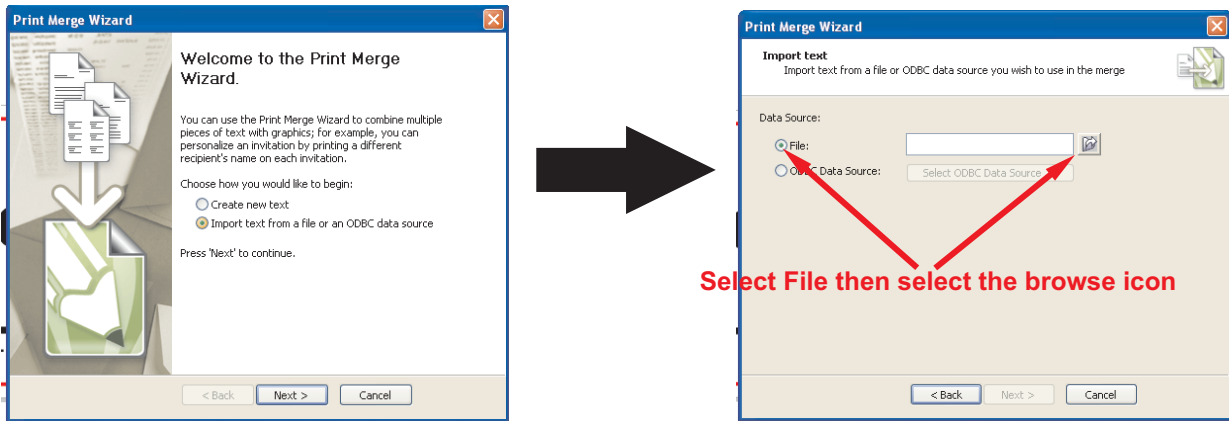 Print Merge Wizard
Welcome to the Print Merge
Wizard.
You can use the Print Merge Wizard to combine multiple
pieces of text with graphics; for example, you can
personalize an invitation by printing a different
recipient's name on each invitation.
Choose how you would like to begin:
Create new text
Import text from a file or an ODBC data source
Press 'Next' to continue.
< Back Next > Cancel
Print Merge Wizard
Import text
Import text from a file or ODBC data source you wish to use in the merge
Data Source:
File:
ODBC Data Source: Select ODBC Data Source
Select File then select the browse icon
< Back Next > Cancel